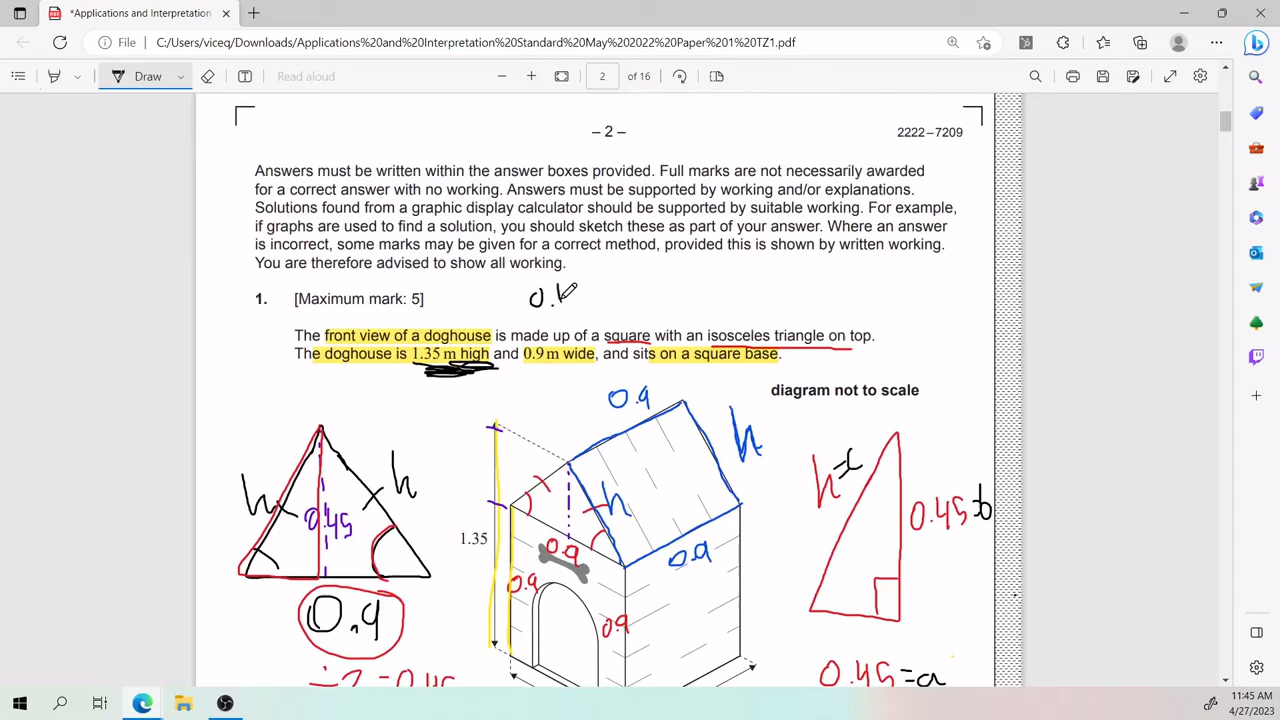 *Applications and Interpretation
File
C:/Users/viceq/Downloads/Applications%20and%20Interpretation%20Standard%20May%202022%20Paper%201%20TZ1.pdf
Draw
Read aloud
2
of 16
– 2 –
2222 – 7209
Answers must be written within the answer boxes provided. Full marks are not necessarily awarded
for a correct answer with no working. Answers must be supported by working and/or explanations.
Solutions found from a graphic display calculator should be supported by suitable working. For example,
if graphs are used to find a solution, you should sketch these as part of your answer. Where an answer
is incorrect, some marks may be given for a correct method, provided this is shown by written working.
You are therefore advised to show all working.
1. [Maximum mark: 5]
0.
The front view of a doghouse is made up of a square with an isosceles triangle on top.
The doghouse is 1.35 m high and 0.9 m wide, and sits on a square base.
diagram not to scale
0.9
h
h
h
0.45
0.9
÷2 = 0.45
1.35
h
0.9
0.9
0.9
0.9
h=c
0.45=b
0.45=a
11:45 AM
4/27/2023